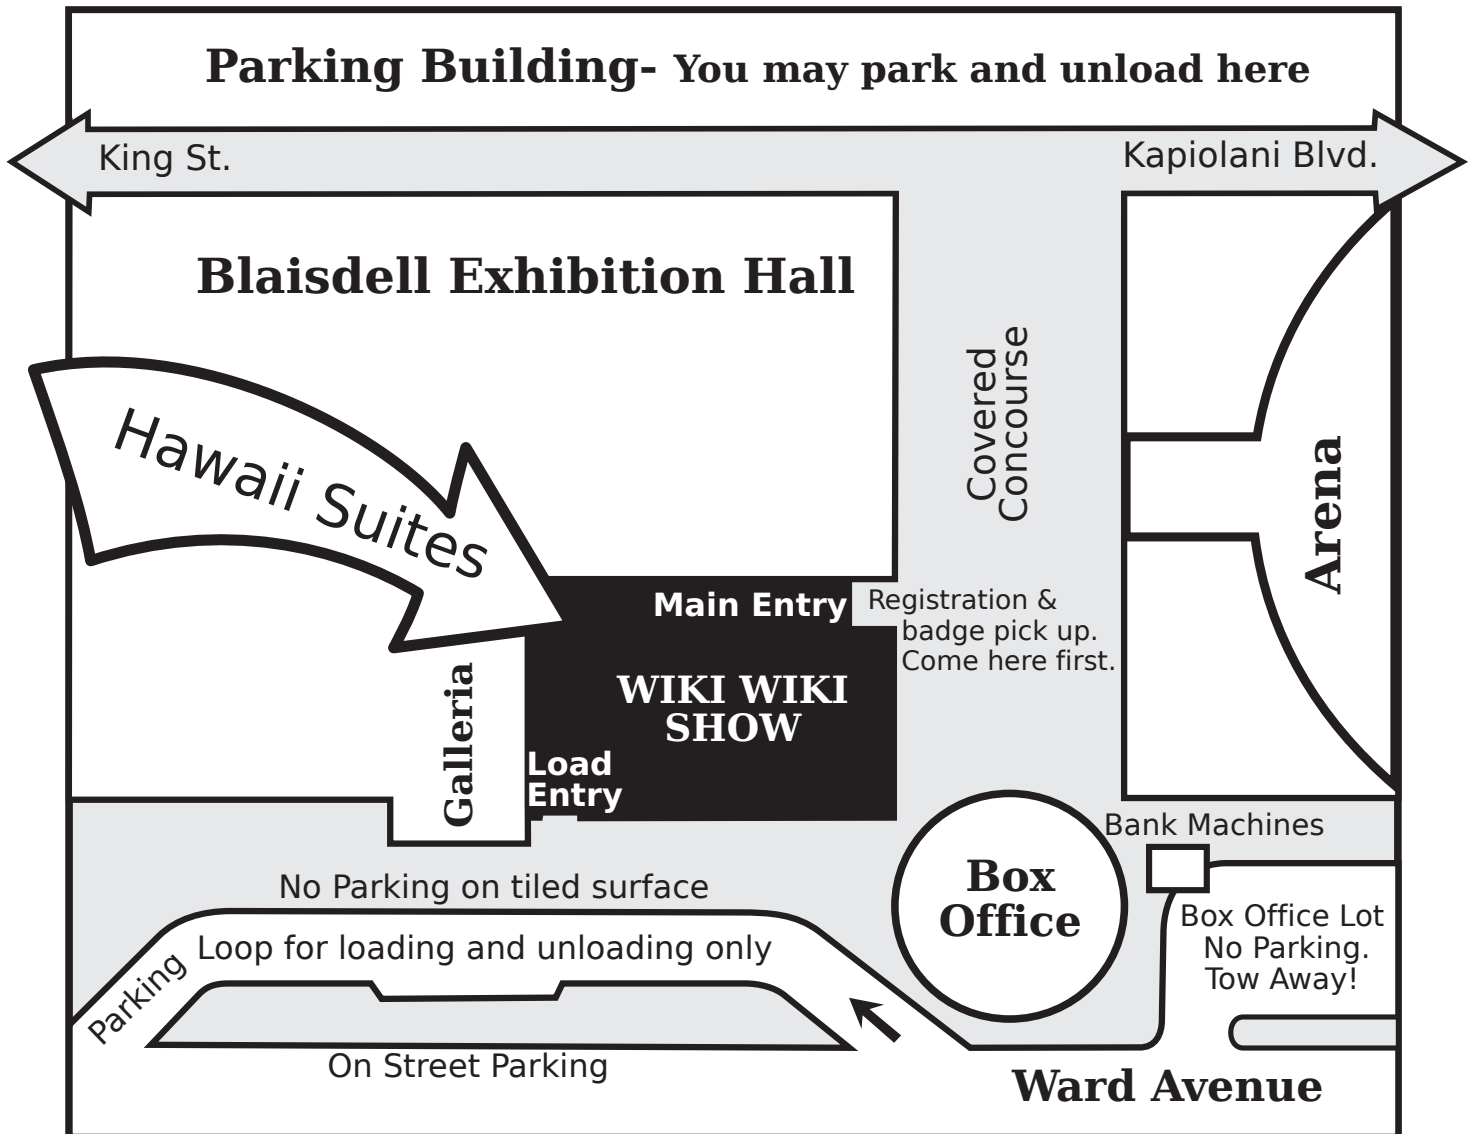 Parking Building- You may park and unload here
King St.
Kapiolani Blvd.
Blaisdell Exhibition Hall
Covered
Concourse
Hawaii Suites
Arena
Main Entry
Registration &
badge pick up.
Come here first.
WIKI WIKI
SHOW
Galleria
Load
Entry
Bank Machines
Box
Office
No Parking on tiled surface
Box Office Lot
No Parking.
Tow Away!
Loop for loading and unloading only
Parking
On Street Parking
Ward Avenue